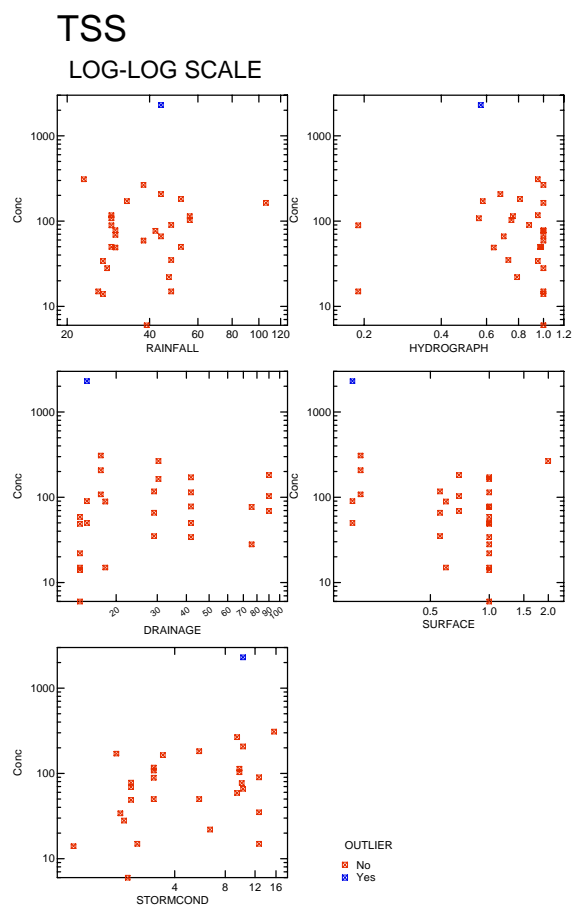 TSS
LOG-LOG SCALE
1000
100
10
Conc
20 40 60 80 100 120
RAINFALL
1000
100
10
Conc
0.2 0.4 0.6 0.8 1.0 1.2
HYDROGRAPH
1000
100
10
Conc
20 30 40 50 60 70 80 90 100
DRAINAGE
1000
100
10
Conc
0.5 1.0 1.5 2.0
SURFACE
1000
100
10
Conc
4 8 12 16
STORMCOND
OUTLIER
No
Yes